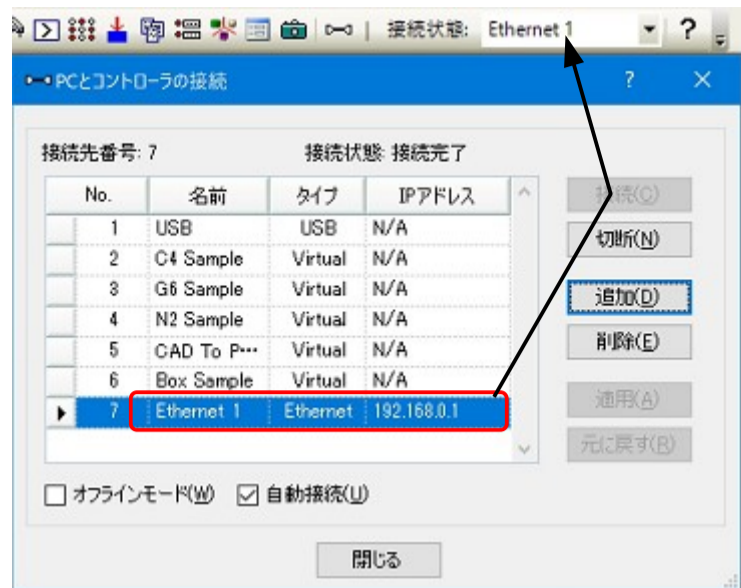 接続状態: Ethernet 1 ?
PCとコントローラの接続 ? ×
接続先番号: 7 接続状態: 接続完了
No. 名前 タイプ IPアドレス
1 USB USB N/A
2 C4 Sample Virtual N/A
3 G6 Sample Virtual N/A
4 N2 Sample Virtual N/A
5 CAD To P... Virtual N/A
6 Box Sample Virtual N/A
7 Ethernet 1 Ethernet 192.168.0.1
接続(C)
切断(N)
追加(D)
削除(E)
適用(A)
元に戻す(R)
オフラインモード(W) 自動接続(U)
閉じる